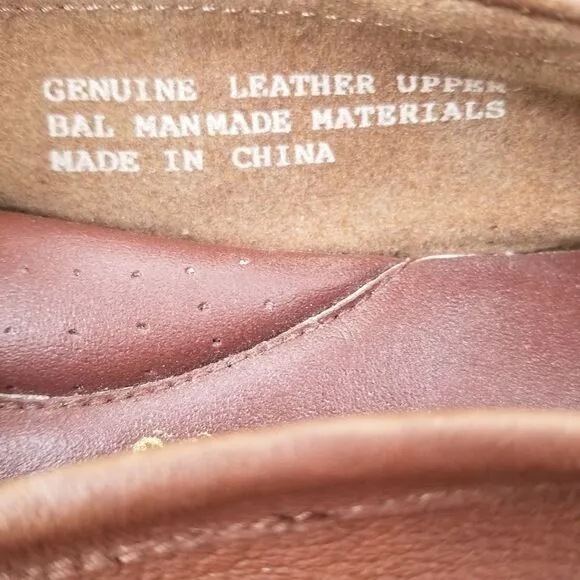 GENUINE LEATHER UPPER
BAL MANMADE MATERIALS
MADE IN CHINA